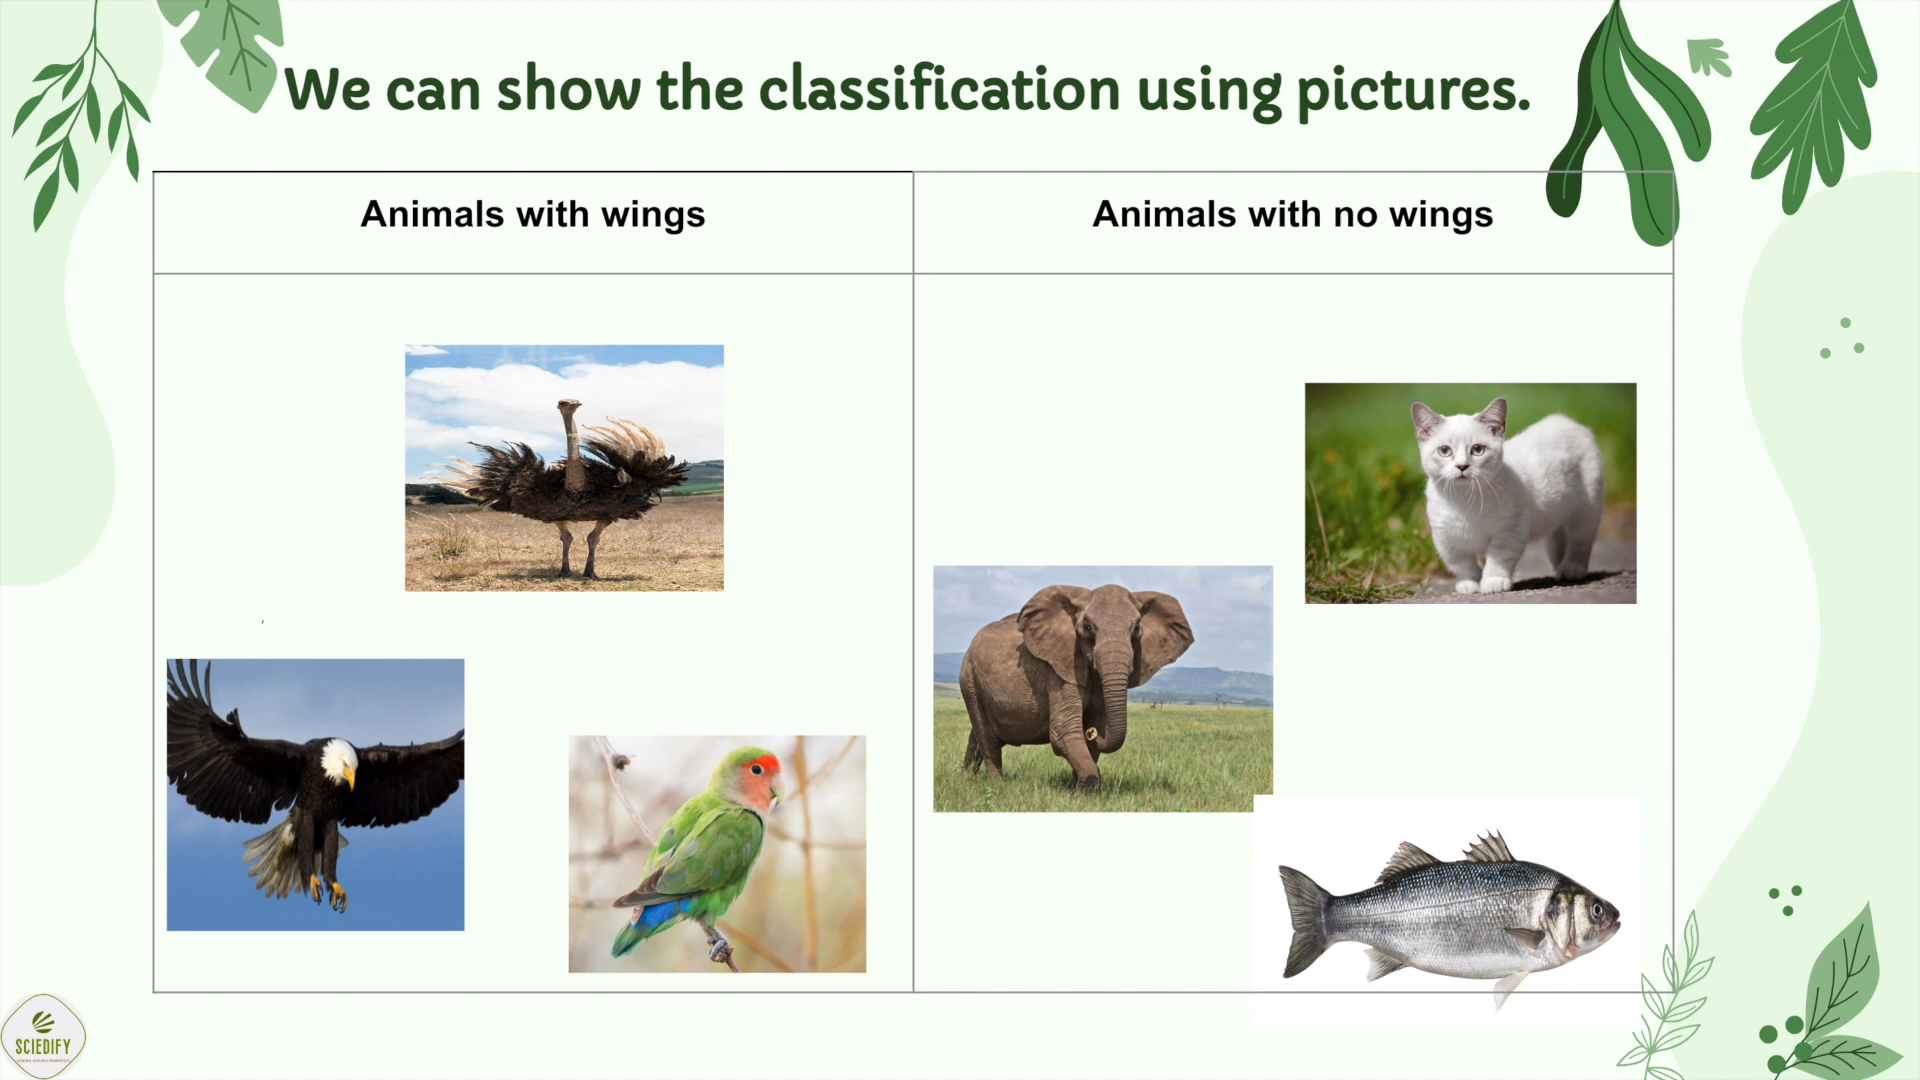 We can show the classification using pictures.
Animals with wings
Animals with no wings
SCIEDIFY